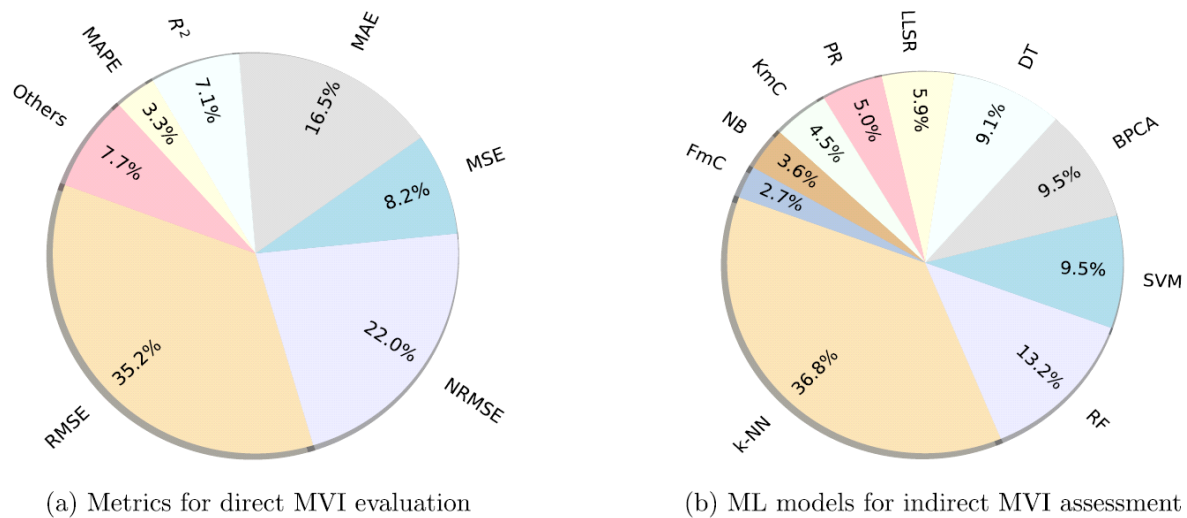 R²
MAE
MAPE
Others
MSE
7.1%
16.5%
3.3%
7.7%
8.2%
35.2%
22.0%
RMSE
NRMSE
(a) Metrics for direct MVI evaluation
LLSR
PR
DT
KmC
NB
BPCA
FmC
5.9%
5.0%
9.1%
4.5%
3.6%
2.7%
9.5%
9.5%
SVM
36.8%
13.2%
k-NN
RF
(b) ML models for indirect MVI assessment